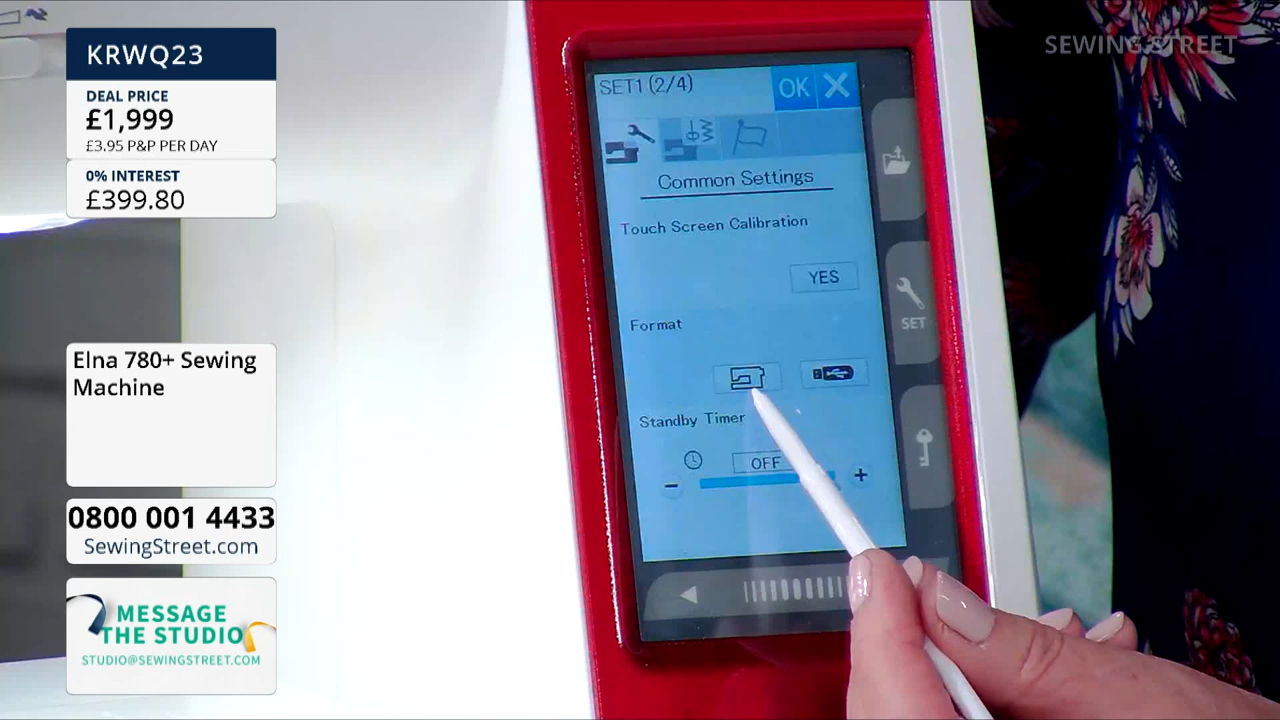 KRWQ23
DEAL PRICE
£1,999
£3.95 P&P PER DAY
0% INTEREST
£399.80
Elna 780+ Sewing
Machine
0800 001 4433
SewingStreet.com
MESSAGE
THE STUDIO
STUDIO@SEWINGSTREET.COM
SEWING STREET
SET1 (2/4)
OK
Common Settings
Touch Screen Calibration
YES
Format
Standby Timer
OFF
SET